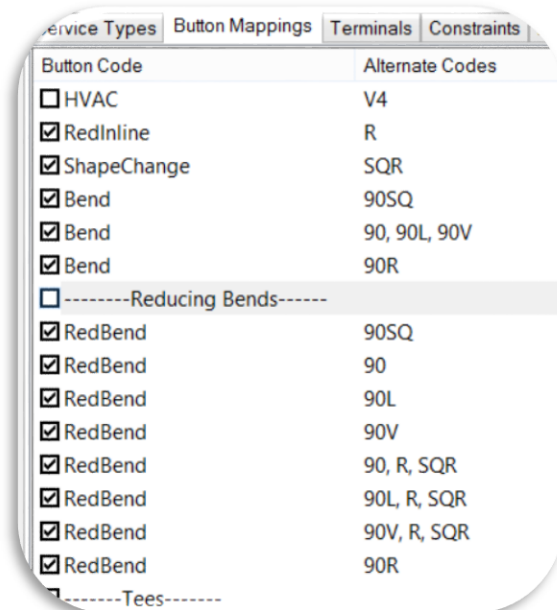 ervice Types Button Mappings Terminals Constraints
Button Code Alternate Codes
HVAC V4
RedInline R
ShapeChange SQR
Bend 90SQ
Bend 90, 90L, 90V
Bend 90R
--------Reducing Bends------
RedBend 90SQ
RedBend 90
RedBend 90L
RedBend 90V
RedBend 90, R, SQR
RedBend 90L, R, SQR
RedBend 90V, R, SQR
RedBend 90R
-------Tees-------